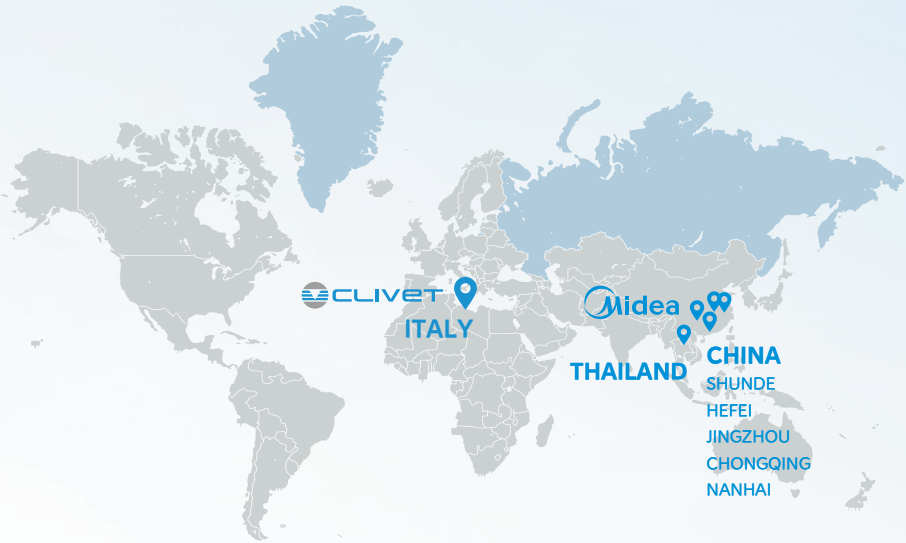 CLIVET
ITALY
Midea
THAILAND
CHINA
SHUNDE
HEFEI
JINGZHOU
CHONGQING
NANHAI